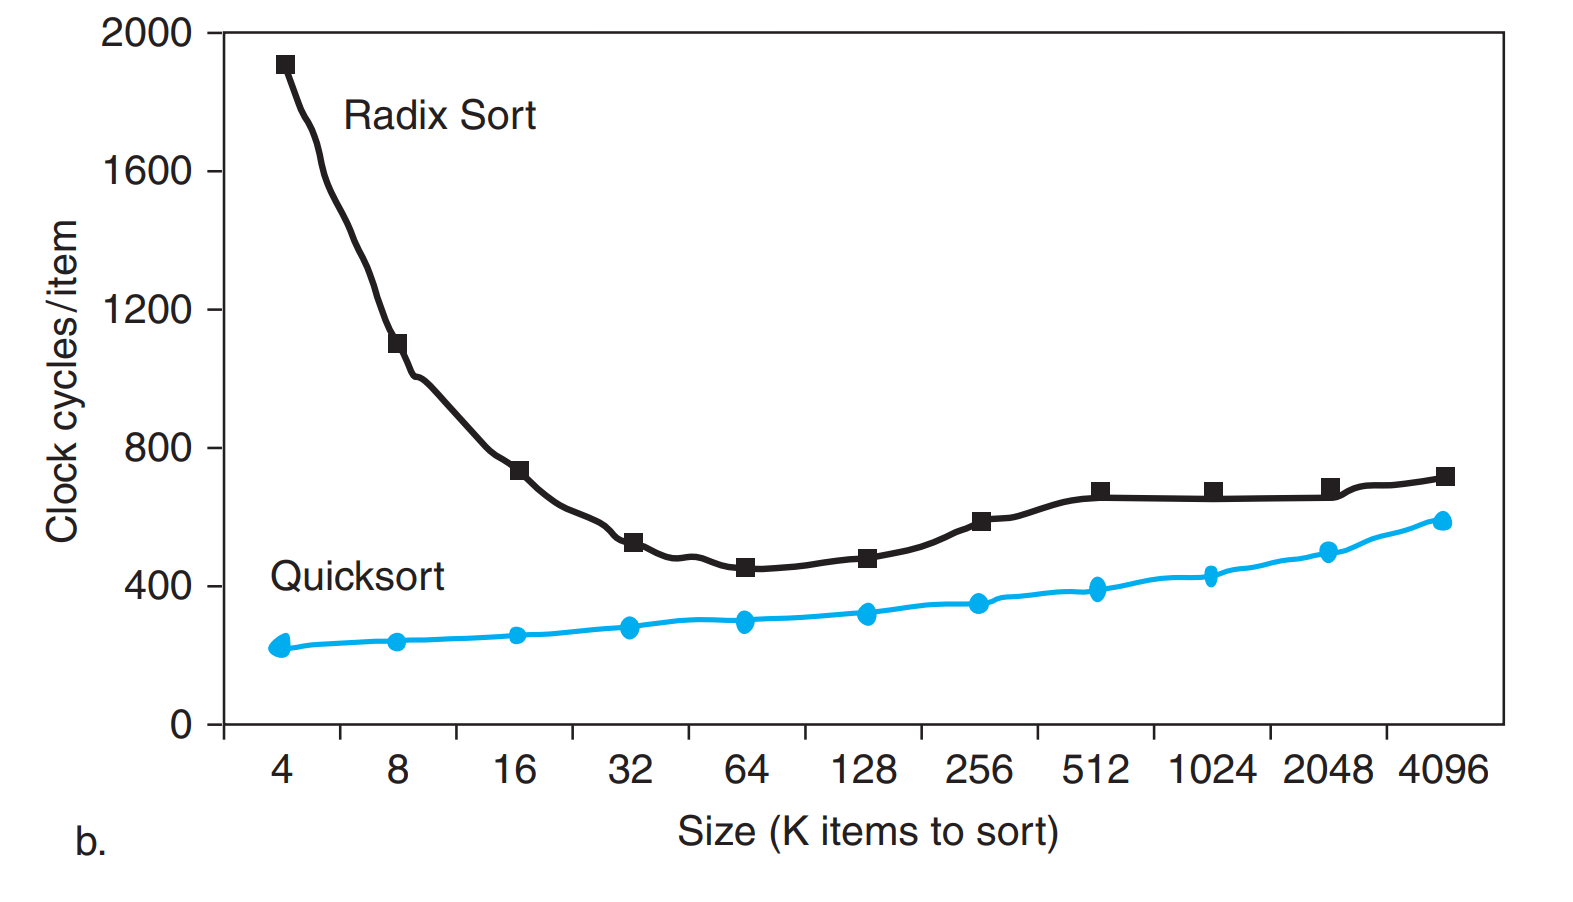 2000
Radix Sort
1600
1200
Clock cycles/item
800
Quicksort
400
0
4 8 16 32 64 128 256 512 1024 2048 4096
Size (K items to sort)
b.